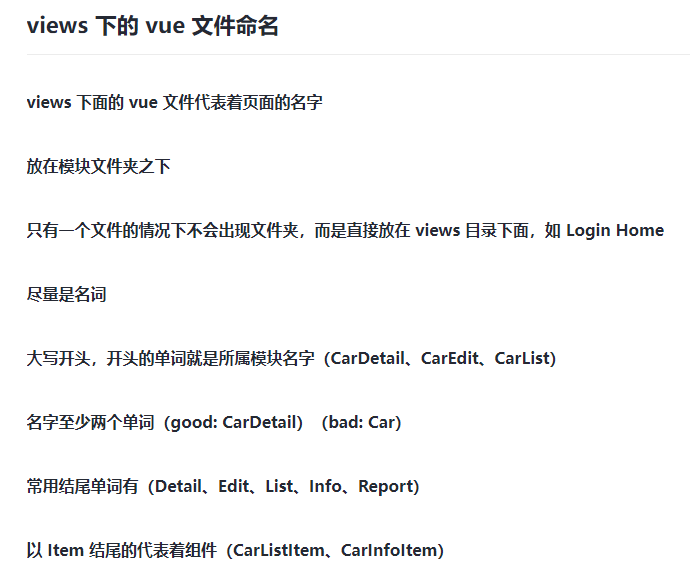 views 下的 vue 文件命名
views 下面的 vue 文件代表着页面的名字
放在模块文件夹之下
只有一个文件的情况下不会出现文件夹，而是直接放在 views 目录下面，如 Login Home
尽量是名词
大写开头，开头的单词就是所属模块名字（CarDetail、CarEdit、CarList）
名字至少两个单词（good: CarDetail）（bad: Car）
常用结尾单词有（Detail、Edit、List、Info、Report）
以 Item 结尾的代表着组件（CarListItem、CarInfoItem）